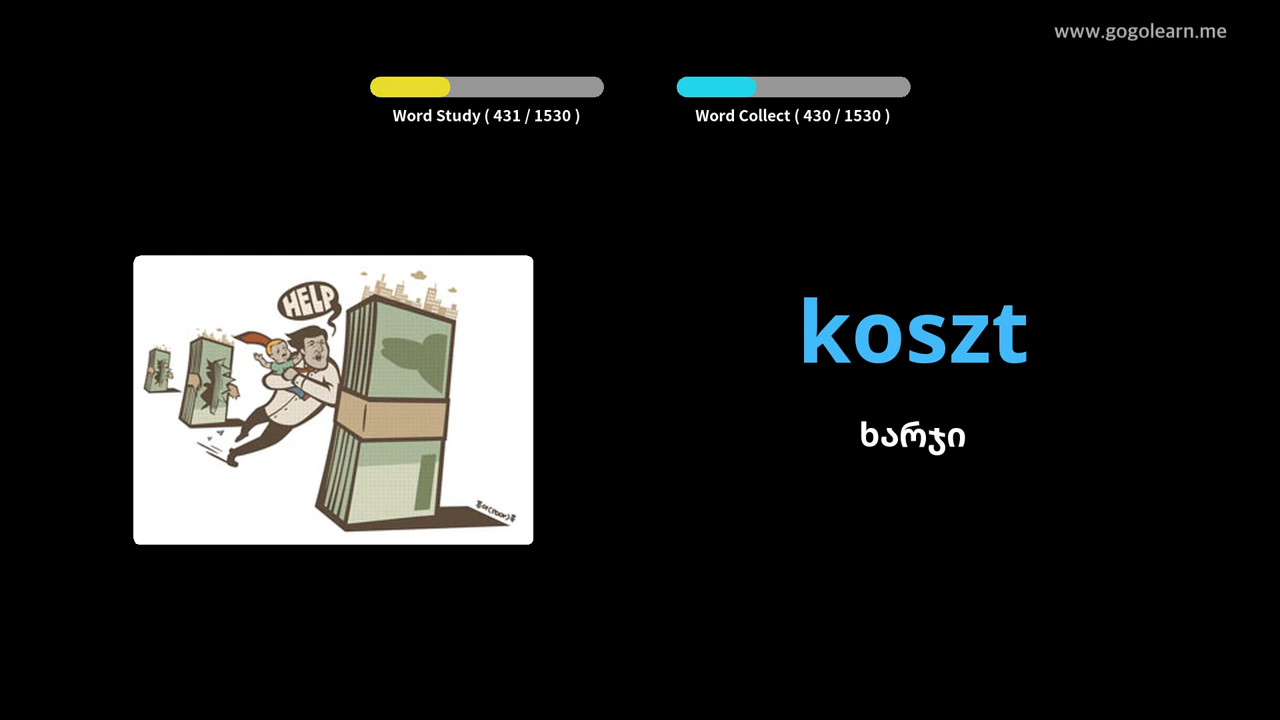 www.gogolearn.me
Word Study ( 431 / 1530 )
Word Collect ( 430 / 1530 )
HELP
koszt
ხარჯი